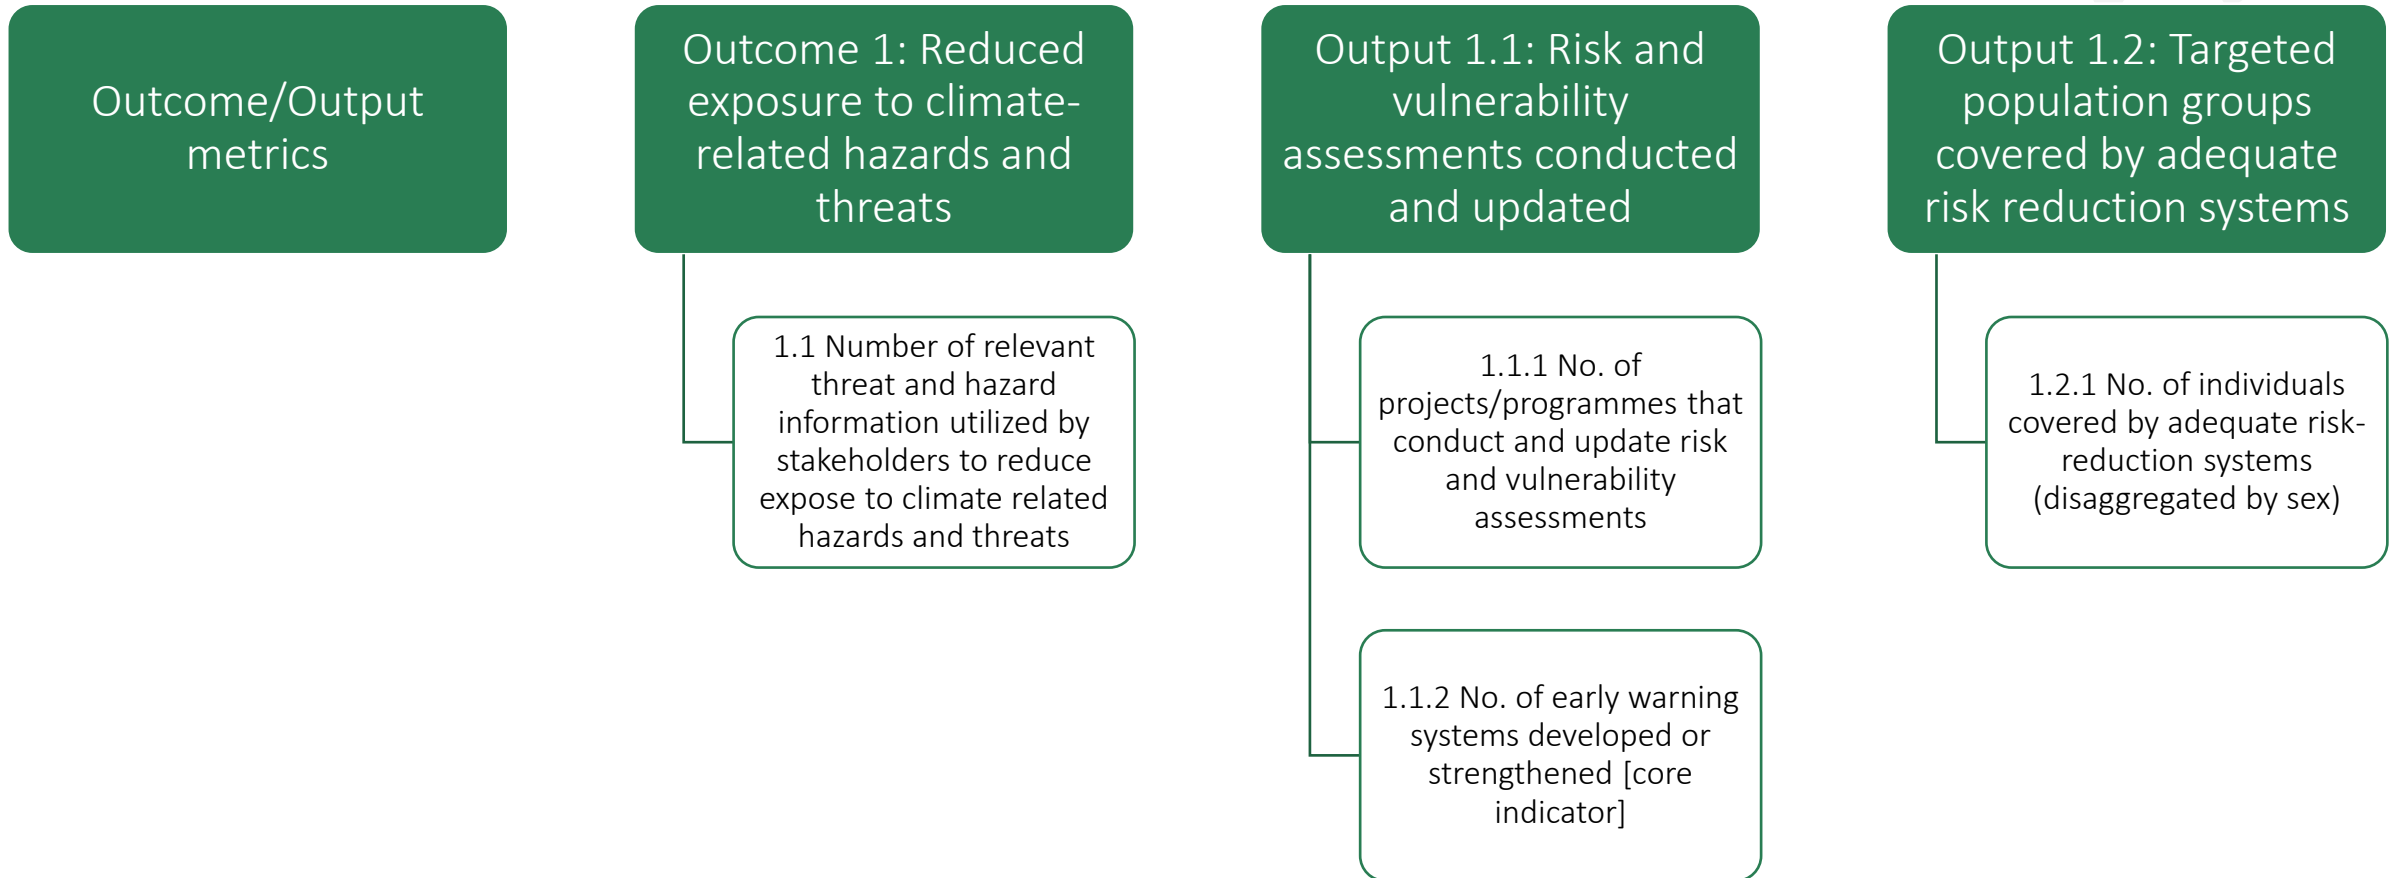 Outcome/Output
metrics
Outcome 1: Reduced
exposure to climate-
related hazards and
threats
1.1 Number of relevant
threat and hazard
information utilized by
stakeholders to reduce
expose to climate related
hazards and threats
Output 1.1: Risk and
vulnerability
assessments conducted
and updated
1.1.1 No. of
projects/programmes that
conduct and update risk
and vulnerability
assessments
1.1.2 No. of early warning
systems developed or
strengthened [core
indicator]
Output 1.2: Targeted
population groups
covered by adequate
risk reduction systems
1.2.1 No. of individuals
covered by adequate risk-
reduction systems
(disaggregated by sex)